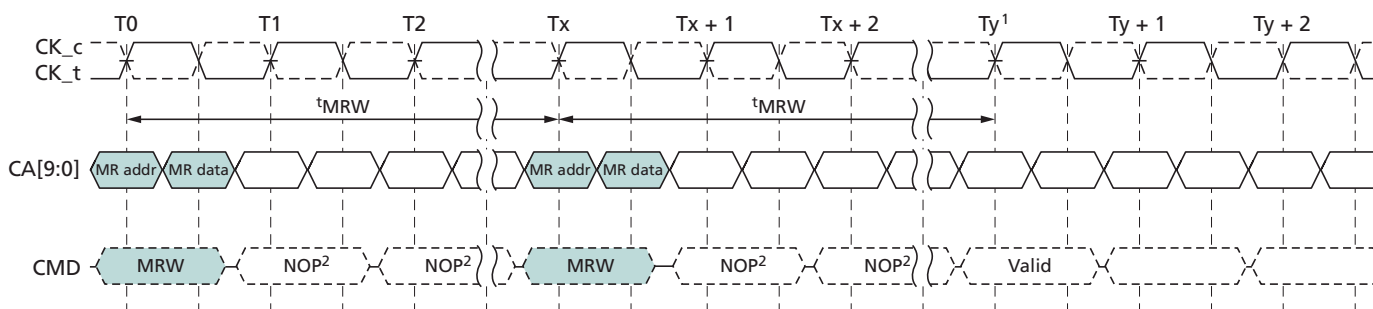 T0 T1 T2 Tx Tx + 1 Tx + 2 Ty¹ Ty + 1 Ty + 2
CK_c
CK_t
ᵗMRW ᵗMRW
CA[9:0] MR addr MR data MR addr MR data
CMD MRW NOP² NOP² MRW NOP² NOP² Valid